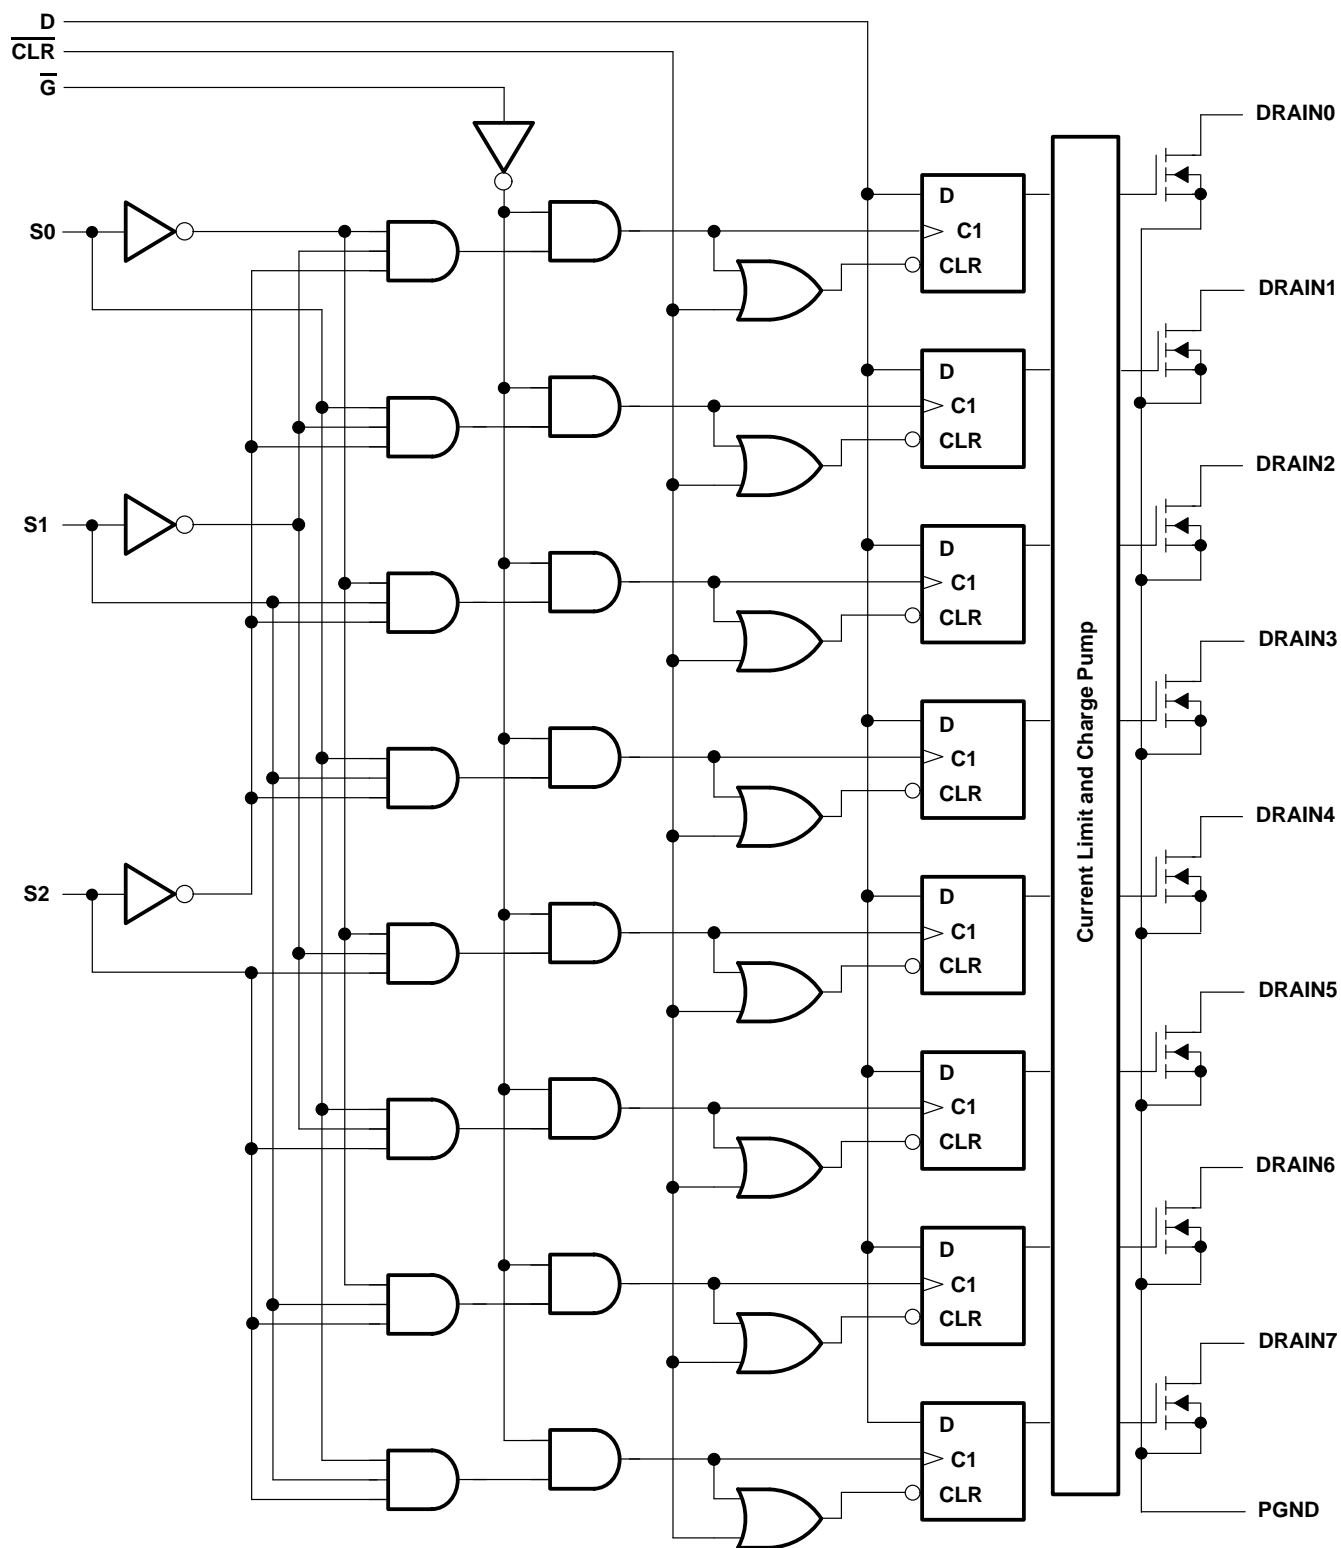 D
CLR
G
DRAIN0
S0
D
C1
CLR
DRAIN1
D
C1
CLR
DRAIN2
S1
D
C1
CLR
DRAIN3
Current Limit and Charge Pump
D
C1
CLR
DRAIN4
S2
D
C1
CLR
DRAIN5
D
C1
CLR
DRAIN6
D
C1
CLR
DRAIN7
D
C1
CLR
PGND